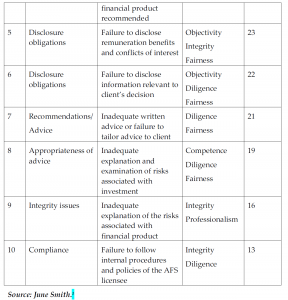 financial product
recommended
5 Disclosure obligations Failure to disclose remuneration benefits and conflicts of interest Objectivity Integrity Fairness 23
6 Disclosure obligations Failure to disclose information relevant to client's decision Objectivity Diligence Fairness 22
7 Recommendations/ Advice Inadequate written advice or failure to tailor advice to client Diligence Fairness 21
8 Appropriateness of advice Inadequate explanation and examination of risks associated with investment Competence Diligence Fairness 19
9 Integrity issues Inadequate explanation of the risks associated with financial product Integrity Professionalism 16
10 Compliance Failure to follow internal procedures and policies of the AFS licensee Integrity Diligence 13
Source: June Smith.